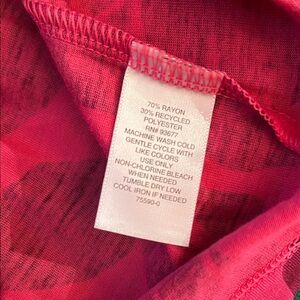 70% RAYON
30% RECYCLED
POLYESTER
RN# 93677
MACHINE WASH COLD
GENTLE CYCLE WITH
LIKE COLORS
USE ONLY
NON-CHLORINE BLEACH
WHEN NEEDED
TUMBLE DRY LOW
COOL IRON IF NEEDED
75590-0